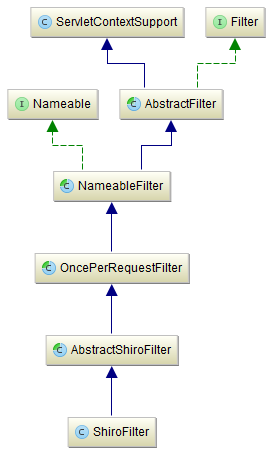 C ServletContextSupport
I Filter
I Nameable
C AbstractFilter
C NameableFilter
C OncePerRequestFilter
C AbstractShiroFilter
C ShiroFilter